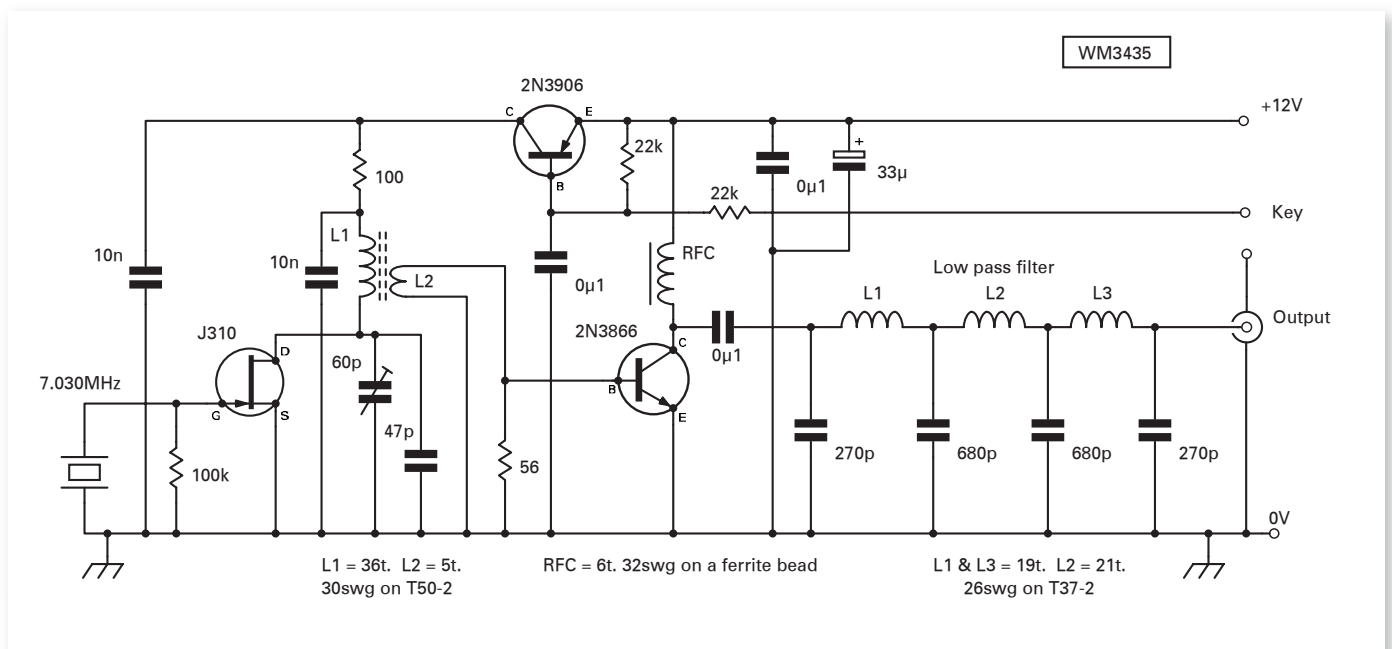 WM3435
2N3906
+12V
C
E
22k
100
0µ1
33µ
B
22k
Key
L1
10n
10n
L2
RFC
0µ1
Low pass filter
L1
L2
L3
J310
2N3866
Output
D
60p
C
0µ1
7.030MHz
B
G
S
E
47p
270p
680p
680p
270p
100k
56
0V
L1 = 36t. L2 = 5t.
30swg on T50-2
RFC = 6t. 32swg on a ferrite bead
L1 & L3 = 19t. L2 = 21t.
26swg on T37-2